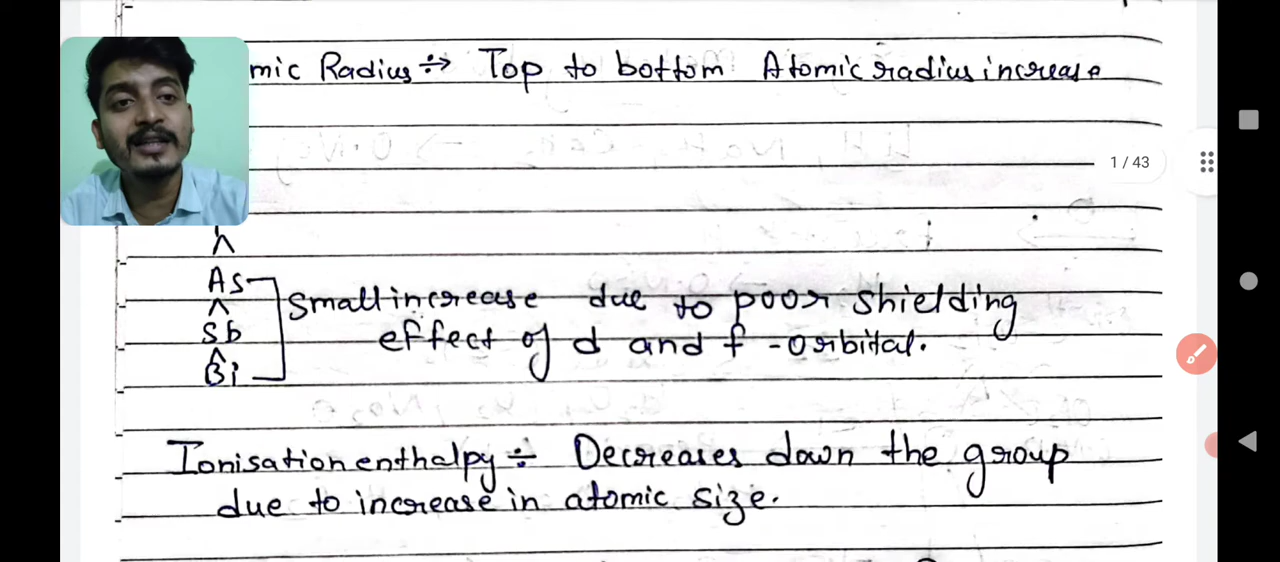 mic Radius ÷→ Top to bottom Atomic radius increase
1 / 43
^
As
Small increase due to poor shielding
^
Sb
effect of d and f -orbital.
^
Bi
Ionisation enthalpy ÷ Decreases down the group
due to increase in atomic size.